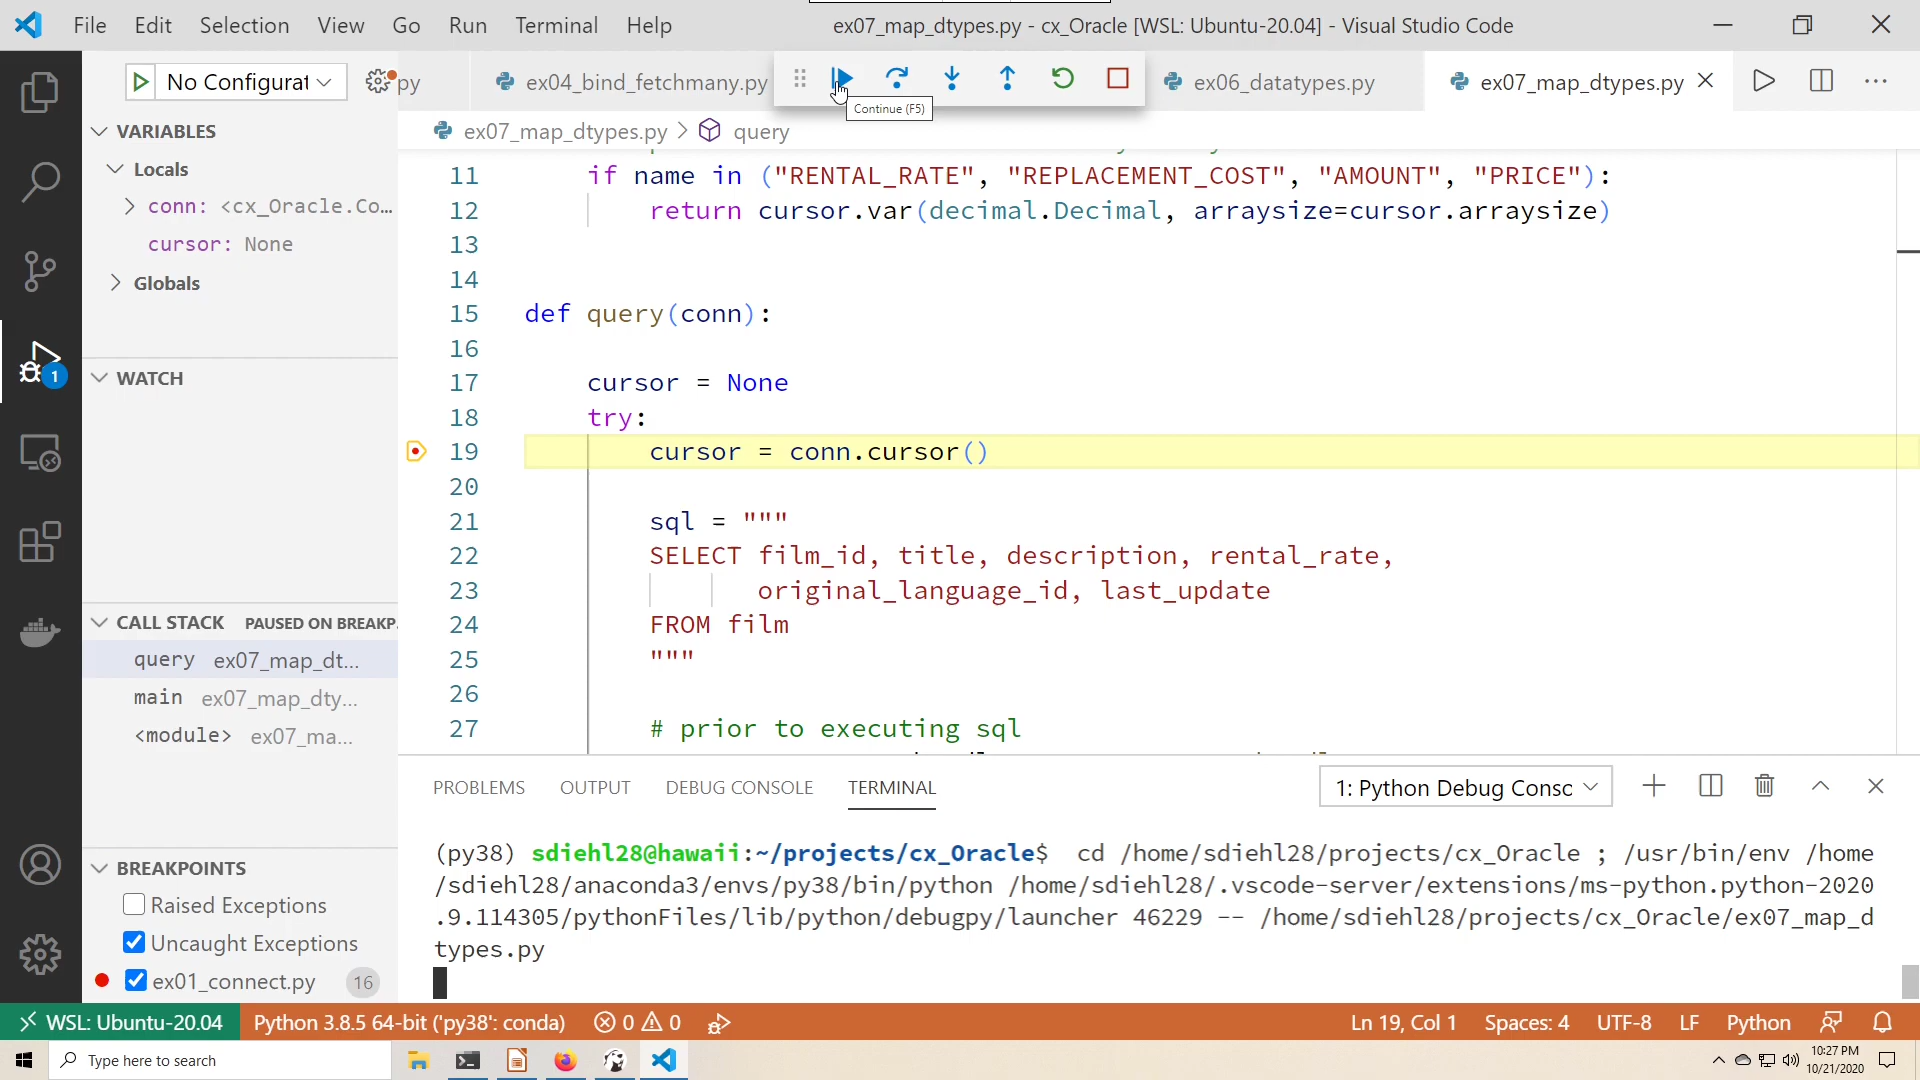 File Edit Selection View Go Run Terminal Help
ex07_map_dtypes.py - cx_Oracle [WSL: Ubuntu-20.04] - Visual Studio Code
No Configurat
py
ex04_bind_fetchmany.py
ex06_datatypes.py
ex07_map_dtypes.py
Continue (F5)
ex07_map_dtypes.py > query
VARIABLES
Locals
conn: <cx_Oracle.Co...
cursor: None
Globals
WATCH
CALL STACK PAUSED ON BREAKP
query ex07_map_dt...
main ex07_map_dty...
<module> ex07_ma...
BREAKPOINTS
Raised Exceptions
Uncaught Exceptions
ex01_connect.py 16
11 if name in ("RENTAL_RATE", "REPLACEMENT_COST", "AMOUNT", "PRICE"):
12 return cursor.var(decimal.Decimal, arraysize=cursor.arraysize)
13
14
15 def query(conn):
16
17 cursor = None
18 try:
19 cursor = conn.cursor()
20
21 sql = """
22 SELECT film_id, title, description, rental_rate,
23 original_language_id, last_update
24 FROM film
25 """
26
27 # prior to executing sql
PROBLEMS OUTPUT DEBUG CONSOLE TERMINAL
1: Python Debug Consc
(py38) sdiehl28@hawaii:~/projects/cx_Oracle$ cd /home/sdiehl28/projects/cx_Oracle ; /usr/bin/env /home
/sdiehl28/anaconda3/envs/py38/bin/python /home/sdiehl28/.vscode-server/extensions/ms-python.python-2020
.9.114305/pythonFiles/lib/python/debugpy/launcher 46229 -- /home/sdiehl28/projects/cx_Oracle/ex07_map_d
types.py
1
WSL: Ubuntu-20.04 Python 3.8.5 64-bit ('py38': conda) 0 0
Ln 19, Col 1 Spaces: 4 UTF-8 LF Python
Type here to search
10:27 PM
10/21/2020